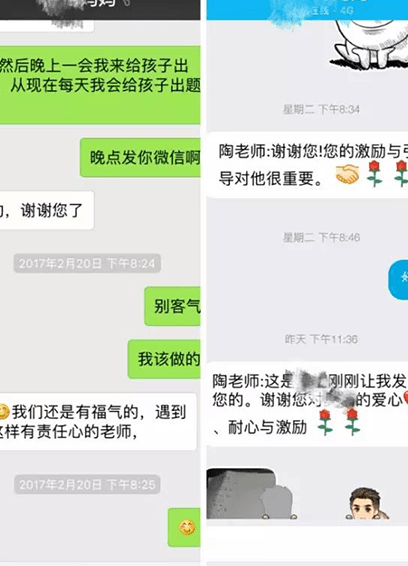 妈妈
然后晚上一会我来给孩子出
从现在每天我会给孩子出题
晚点发你微信啊
，谢谢您了
2017年2月20日 下午8:24
别客气
我该做的
我们还是有福气的，遇到
这样有责任心的老师，
2017年2月20日 下午8:25
在线 - 4G
星期二 下午8:34
陶老师:谢谢您!您的激励与引
导对他很重要。
星期二 下午8:46
昨天 下午11:36
陶老师:这是
刚刚让我发
您的。谢谢您对
的爱心
、耐心与激励